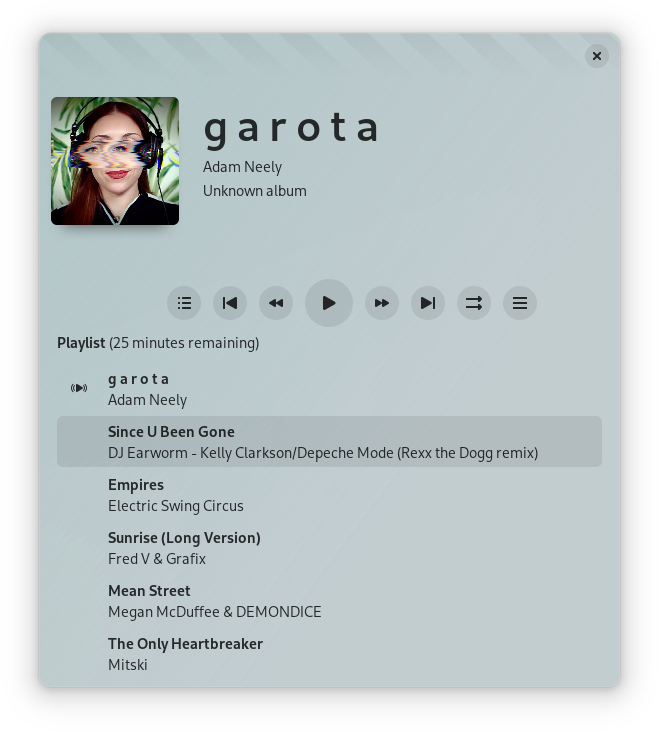 g a r o t a
Adam Neely
Unknown album
Playlist (25 minutes remaining)
g a r o t a
Adam Neely
Since U Been Gone
DJ Earworm - Kelly Clarkson/Depeche Mode (Rexx the Dogg remix)
Empires
Electric Swing Circus
Sunrise (Long Version)
Fred V & Grafix
Mean Street
Megan McDuffee & DEMONDICE
The Only Heartbreaker
Mitski